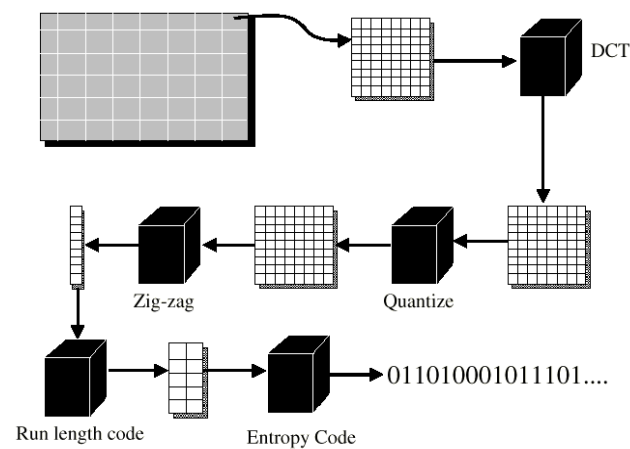 DCT
Zig-zag
Quantize
Run length code
Entropy Code
011010001011101....